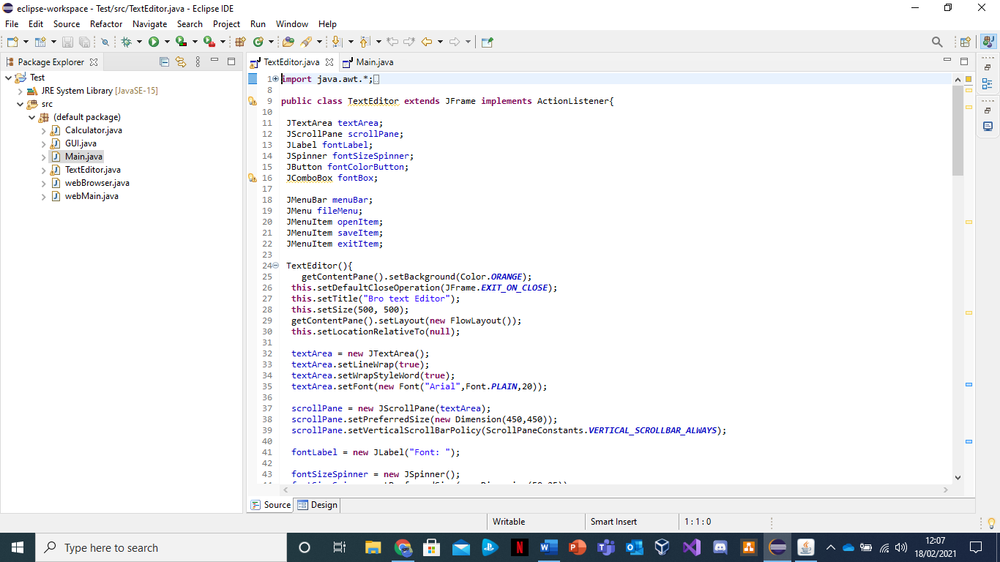 eclipse-workspace - Test/src/TextEditor.java - Eclipse IDE
File Edit Source Refactor Navigate Search Project Run Window Help
Package Explorer
TextEditor.java Main.java
Test
JRE System Library [JavaSE-15]
src
(default package)
Calculator.java
GUI.java
Main.java
TextEditor.java
webBrowser.java
webMain.java
1 import java.awt.*;
8
9 public class TextEditor extends JFrame implements ActionListener{
10
11 JTextArea textArea;
12 JScrollPane scrollPane;
13 JLabel fontLabel;
14 JSpinner fontSizeSpinner;
15 JButton fontColorButton;
16 JComboBox fontBox;
17
18 JMenuBar menuBar;
19 JMenu fileMenu;
20 JMenuItem openItem;
21 JMenuItem saveItem;
22 JMenuItem exitItem;
23
24 TextEditor(){
25 getContentPane().setBackground(Color.ORANGE);
26 this.setDefaultCloseOperation(JFrame.EXIT_ON_CLOSE);
27 this.setTitle("Bro text Editor");
28 this.setSize(500, 500);
29 getContentPane().setLayout(new FlowLayout());
30 this.setLocationRelativeTo(null);
31
32 textArea = new JTextArea();
33 textArea.setLineWrap(true);
34 textArea.setWrapStyleWord(true);
35 textArea.setFont(new Font("Arial",Font.PLAIN,20));
36
37 scrollPane = new JScrollPane(textArea);
38 scrollPane.setPreferredSize(new Dimension(450,450));
39 scrollPane.setVerticalScrollBarPolicy(ScrollPaneConstants.VERTICAL_SCROLLBAR_ALWAYS);
40
41 fontLabel = new JLabel("Font: ");
42
43 fontSizeSpinner = new JSpinner();
Source Design
Writable Smart Insert 1 : 1 : 0
Type here to search
12:07
18/02/2021